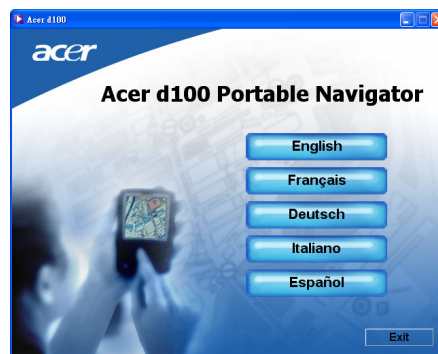 Acer d100
acer
Acer d100 Portable Navigator
English
Français
Deutsch
Italiano
Español
Exit